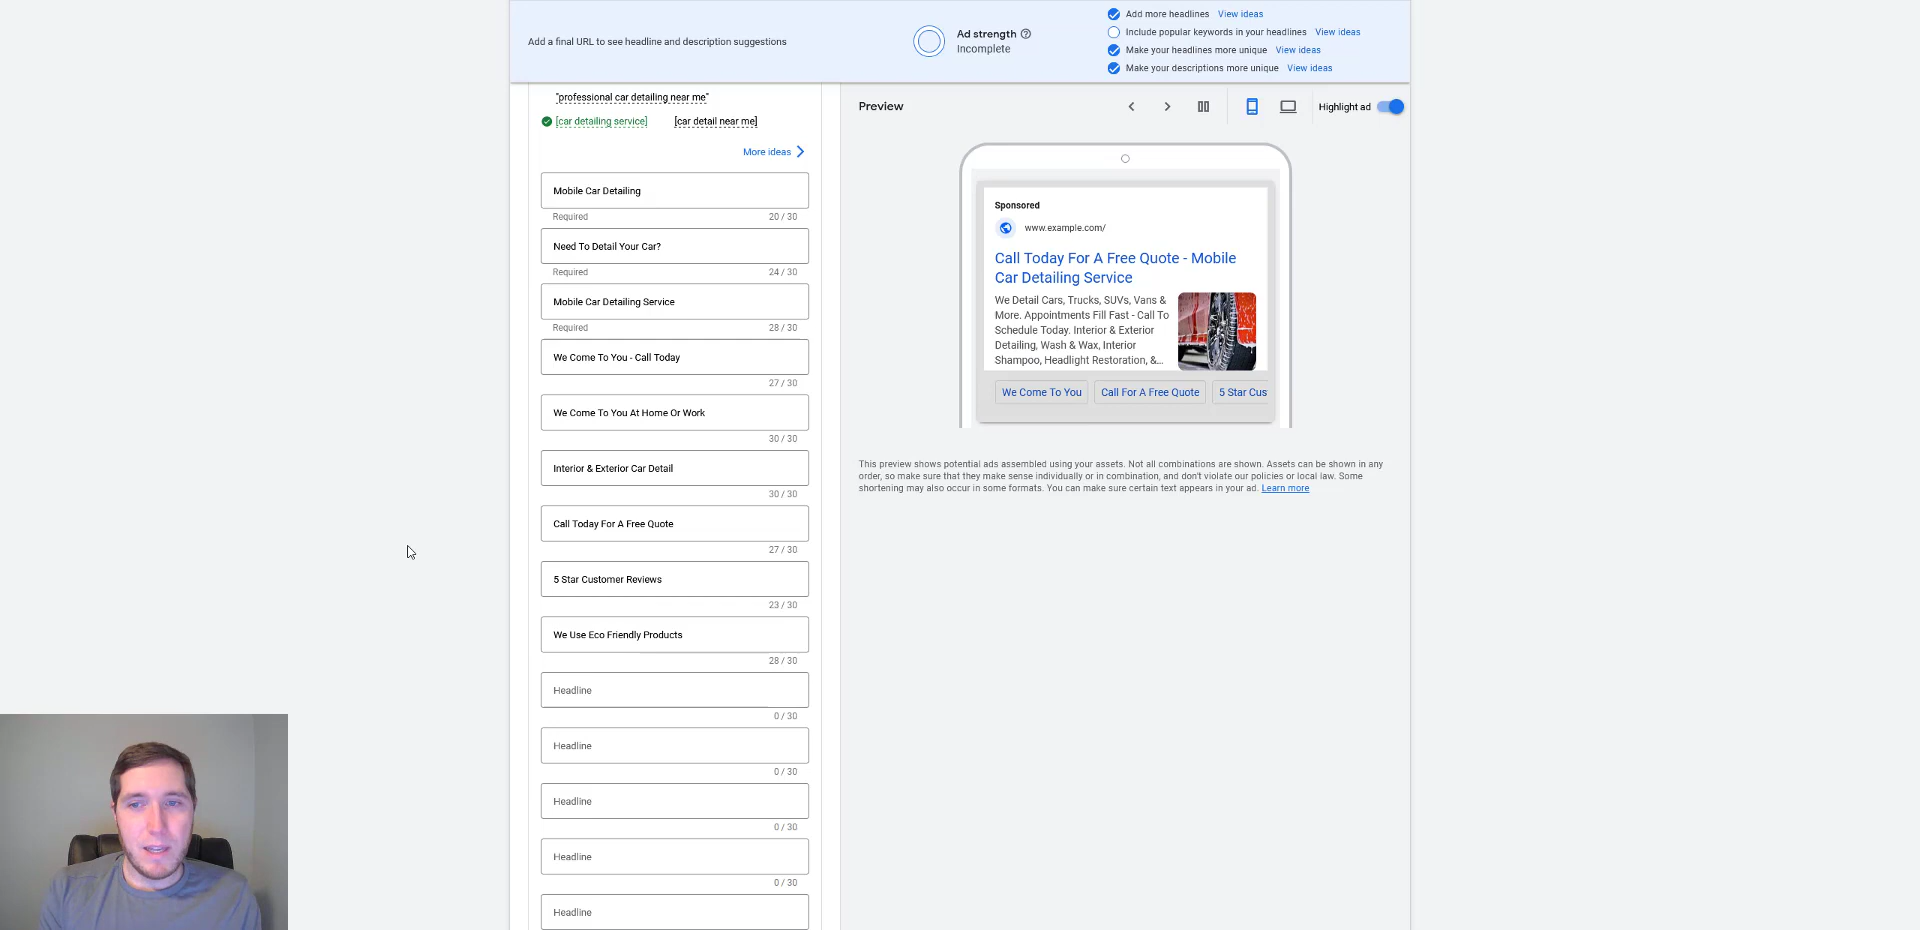 Add a final URL to see headline and description suggestions
Ad strength
Incomplete
Add more headlines View ideas
Include popular keywords in your headlines View ideas
Make your headlines more unique View ideas
Make your descriptions more unique View ideas
"professional car detailing near me"
[car detailing service] [car detail near me]
More ideas
Mobile Car Detailing
Required 20 / 30
Need To Detail Your Car?
Required 24 / 30
Mobile Car Detailing Service
Required 28 / 30
We Come To You - Call Today
27 / 30
We Come To You At Home Or Work
30 / 30
Interior & Exterior Car Detail
30 / 30
Call Today For A Free Quote
27 / 30
5 Star Customer Reviews
23 / 30
We Use Eco Friendly Products
28 / 30
Headline
0 / 30
Headline
0 / 30
Headline
0 / 30
Headline
0 / 30
Headline
Preview
Highlight ad
Sponsored
www.example.com/
Call Today For A Free Quote - Mobile
Car Detailing Service
We Detail Cars, Trucks, SUVs, Vans &
More. Appointments Fill Fast - Call To
Schedule Today. Interior & Exterior
Detailing, Wash & Wax, Interior
Shampoo, Headlight Restoration, &...
We Come To You Call For A Free Quote 5 Star Cus
This preview shows potential ads assembled using your assets. Not all combinations are shown. Assets can be shown in any
order, so make sure that they make sense individually or in combination, and don't violate our policies or local law. Some
shortening may also occur in some formats. You can make sure certain text appears in your ad. Learn more